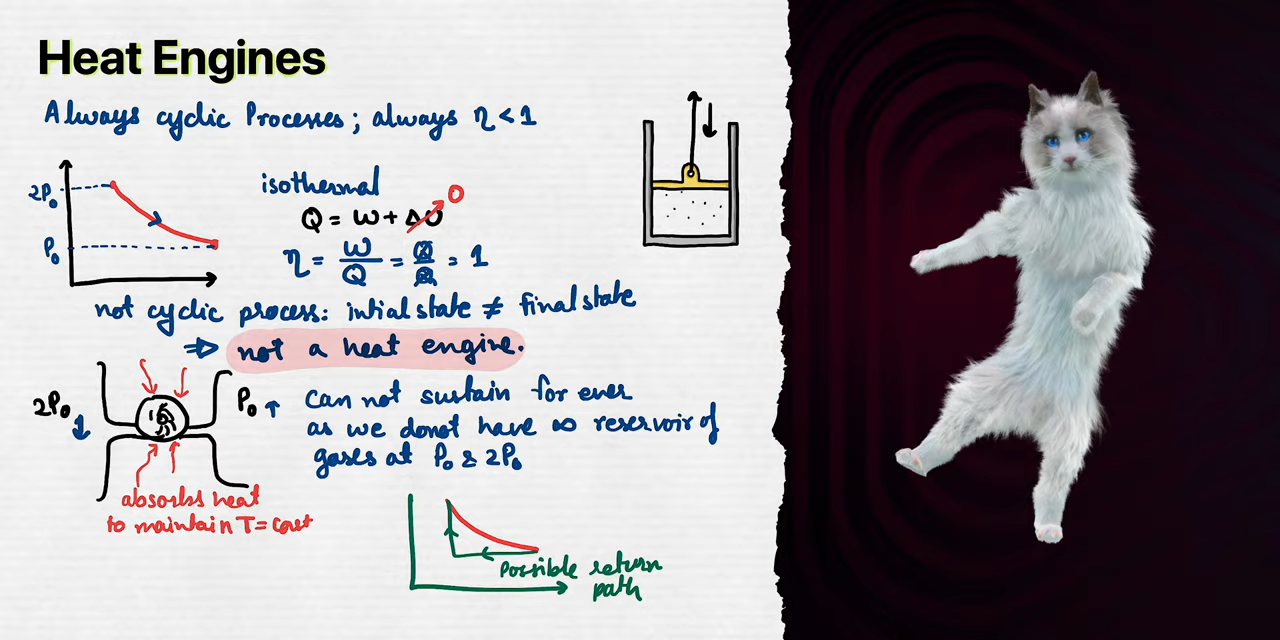 Heat Engines
Always cyclic Processes; always η < 1
2P₀
P₀
isothermal
Q = W + ΔU 0
η = W/Q = Q/Q = 1
not cyclic process: intial state ≠ final state
⇒ not a heat engine.
2P₀ ↓
P₀ ↑
can not sustain for ever
as we donot have ∞ reservoir of
gases at P₀ & 2P₀
absorbs heat
to maintain T = const
Possible return
path